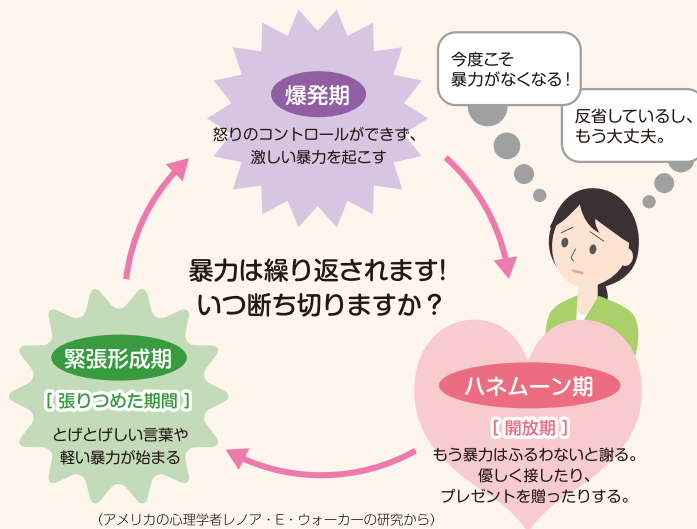 爆発期
怒りのコントロールができず、
激しい暴力を起こす
今度こそ
暴力がなくなる！
反省しているし、
もう大丈夫。
暴力は繰り返されます!
いつ断ち切りますか？
緊張形成期
[ 張りつめた期間 ]
とげとげしい言葉や
軽い暴力が始まる
ハネムーン期
[ 開放期 ]
もう暴力はふるわないと謝る。
優しく接したり、
プレゼントを贈ったりする。
（アメリカの心理学者レノア・E・ウォーカーの研究から）